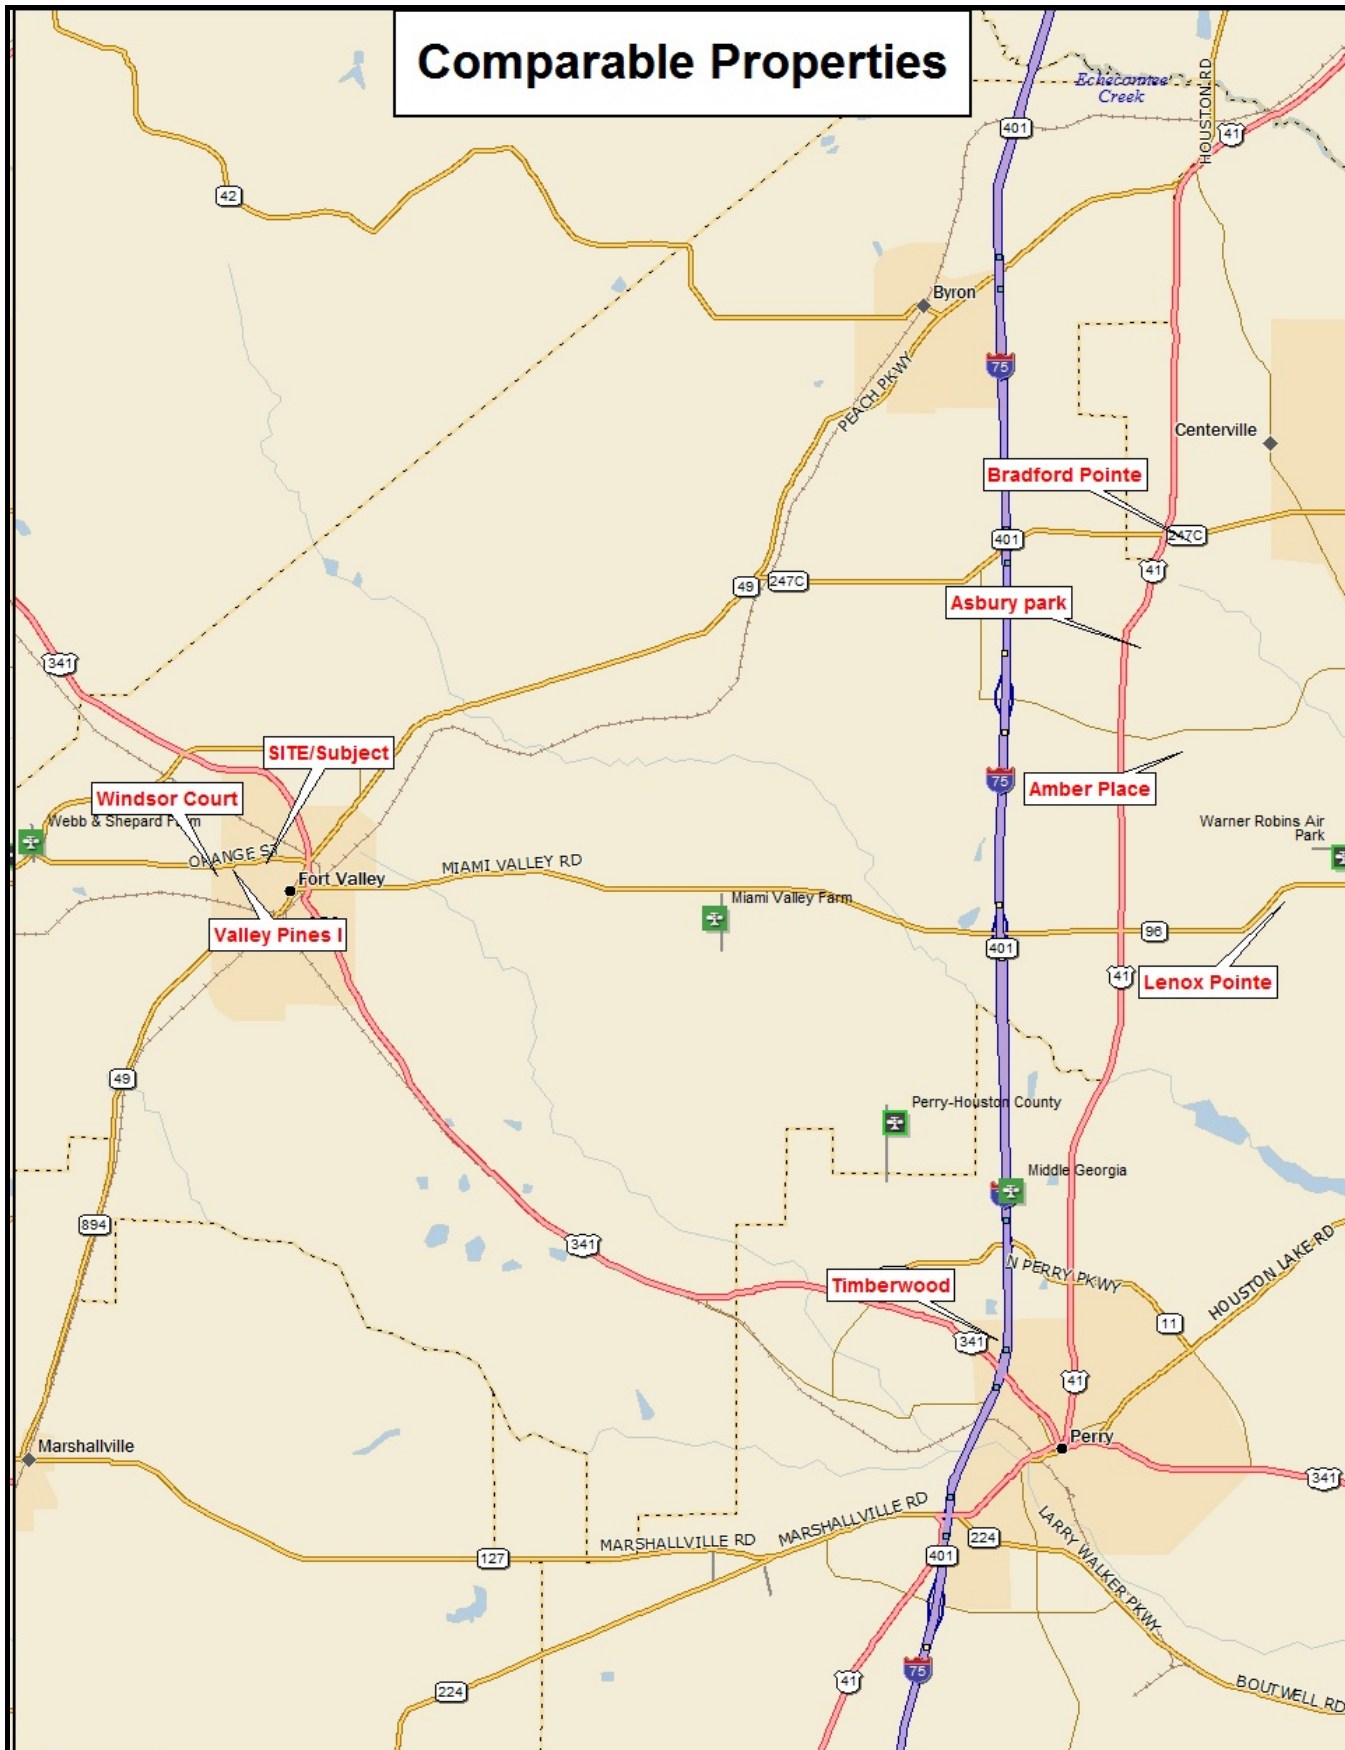 Comparable Properties
Echeconnee
Creek
HOUSTON RD
401
41
42
Byron
75
PEACH PKWY
Centerville
Bradford Pointe
401
247C
41
49
247C
Asbury park
341
SITE/Subject
Windsor Court
75
Amber Place
Webb & Shepard Farm
Warner Robins Air
Park
ORANGE ST
MIAMI VALLEY RD
Fort Valley
Miami Valley Farm
Valley Pines I
401
96
41
Lenox Pointe
49
Perry-Houston County
Middle Georgia
894
341
N PERRY PKWY
HOUSTON LAKE RD
Timberwood
341
11
41
Marshallville
Perry
341
MARSHALLVILLE RD
MARSHALLVILLE RD
127
401
224
LARRY WALKER PKWY
75
41
224
BOUTWELL RD